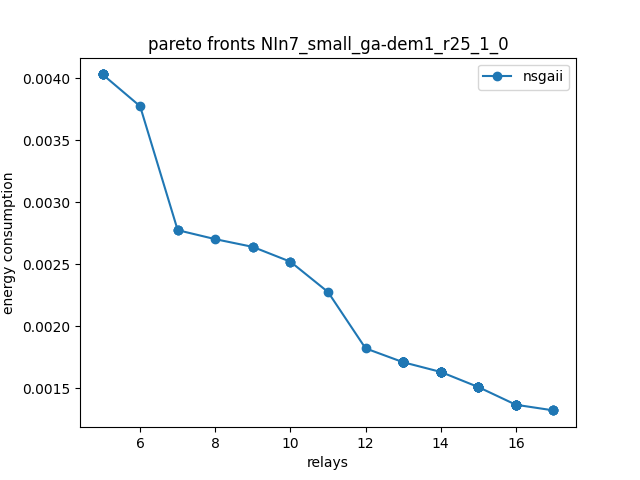 pareto fronts NIn7_small_ga-dem1_r25_1_0
nsgaii
energy consumption
0.0040
0.0035
0.0030
0.0025
0.0020
0.0015
6 8 10 12 14 16
relays